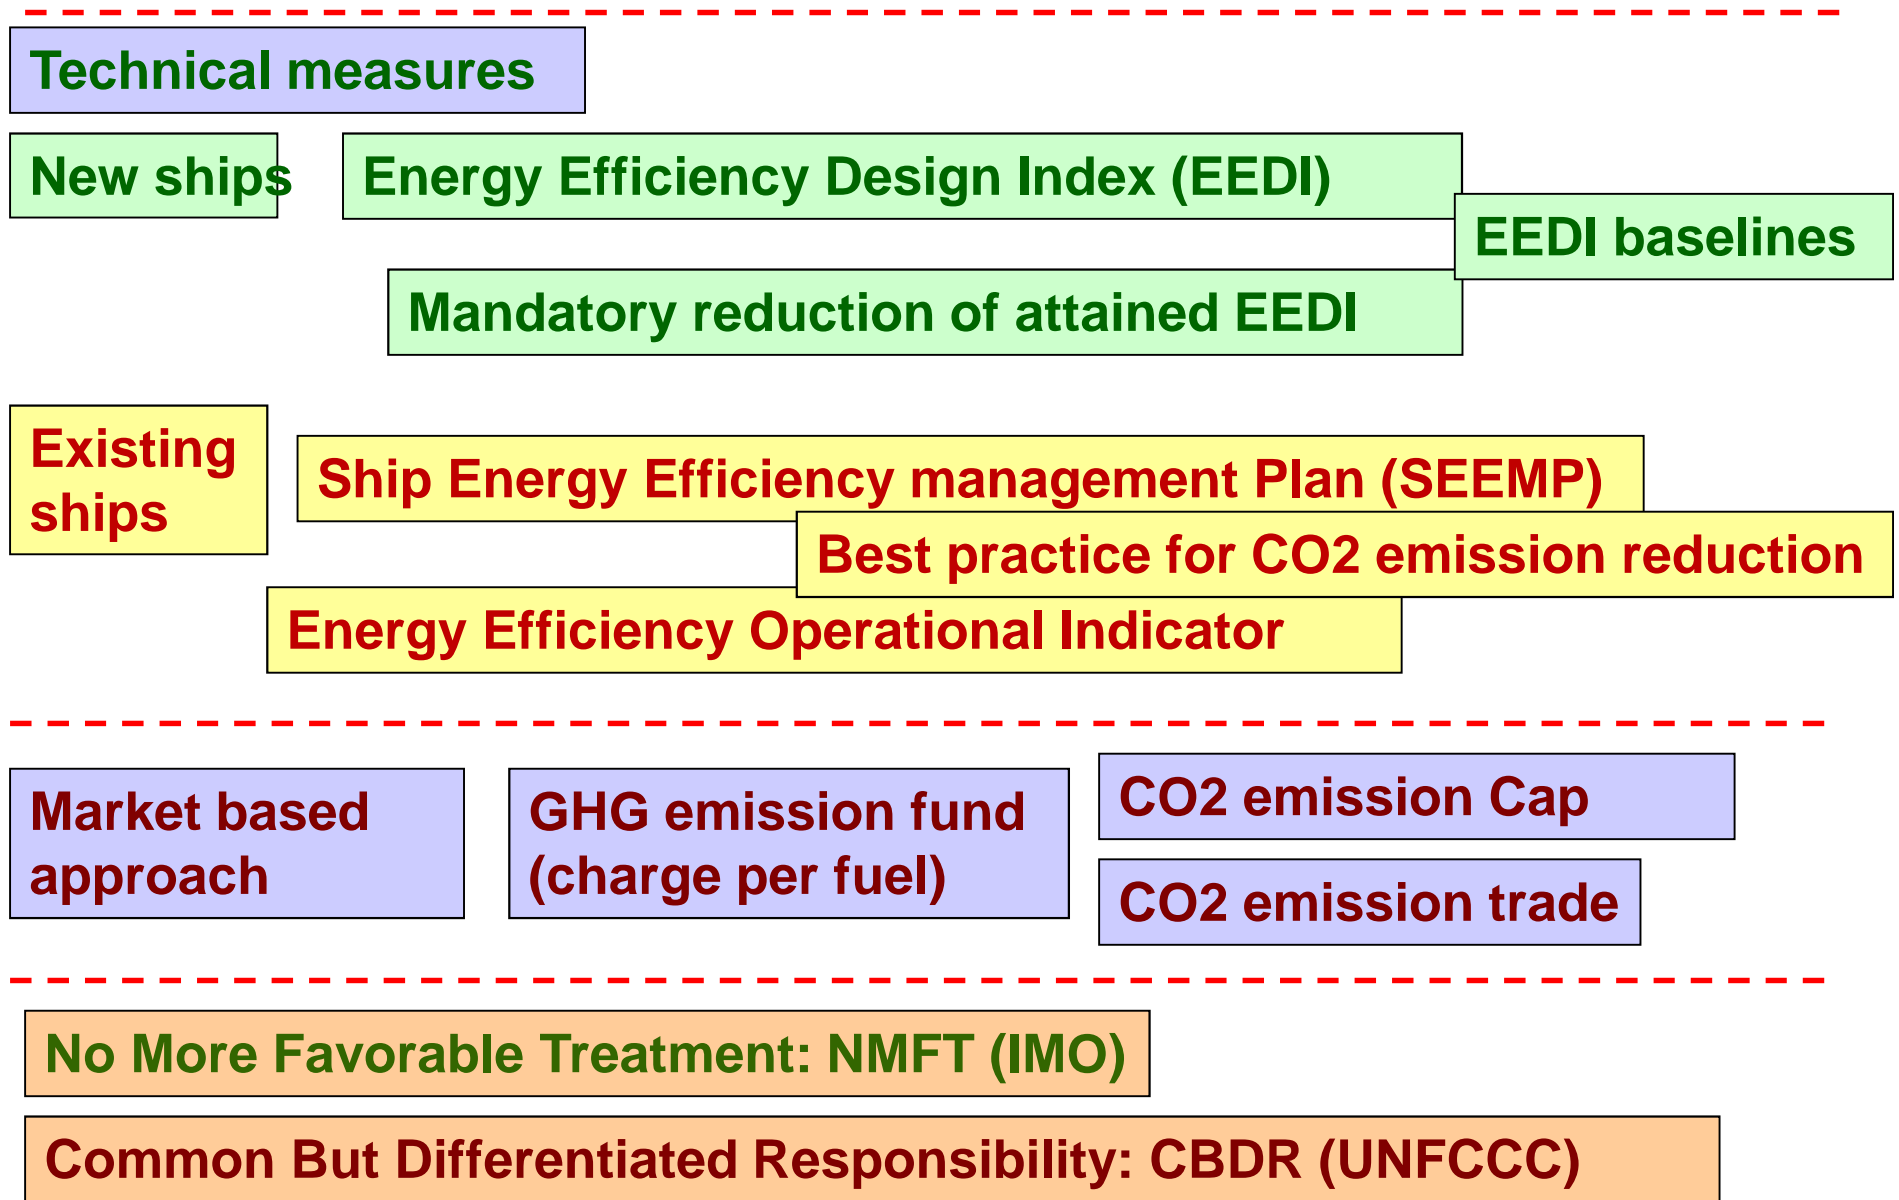 Technical measures
New ships
Energy Efficiency Design Index (EEDI)
EEDI baselines
Mandatory reduction of attained EEDI
Existing
ships
Ship Energy Efficiency management Plan (SEEMP)
Best practice for CO2 emission reduction
Energy Efficiency Operational Indicator
Market based
approach
GHG emission fund
(charge per fuel)
CO2 emission Cap
CO2 emission trade
No More Favorable Treatment: NMFT (IMO)
Common But Differentiated Responsibility: CBDR (UNFCCC)